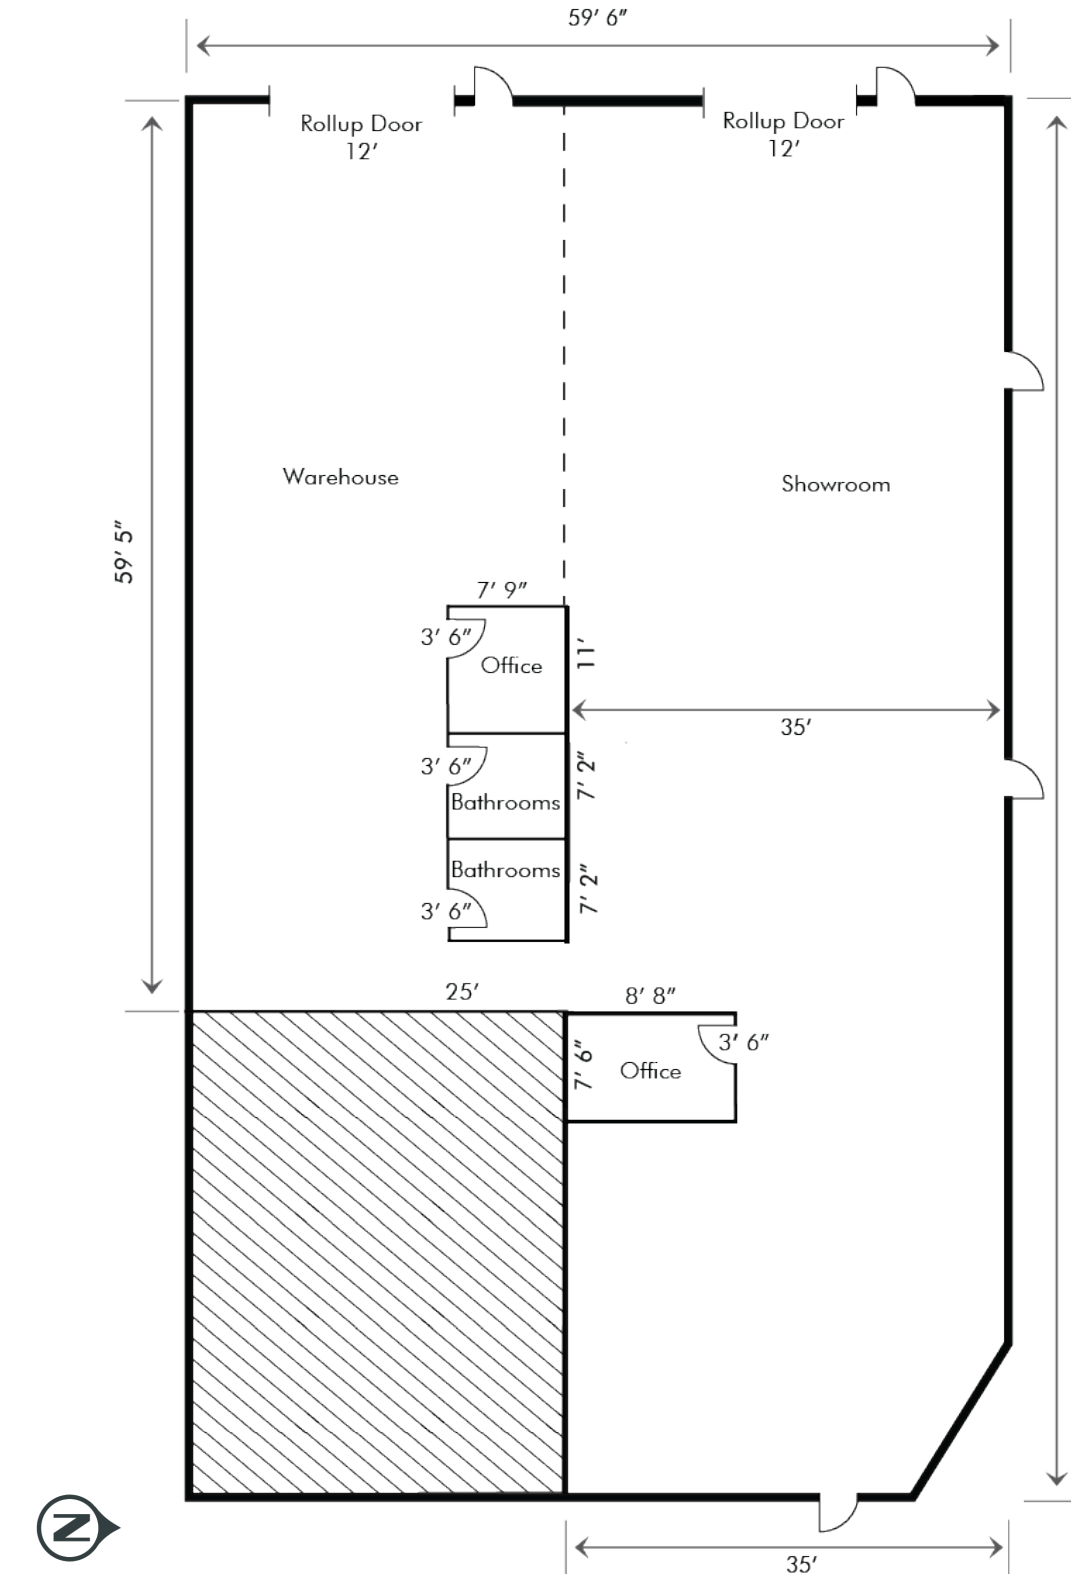 59' 6"
Rollup Door
12'
Rollup Door
12'
Warehouse
Showroom
59' 5"
7' 9"
3' 6"
Office
11'
35'
3' 6"
7' 2"
Bathrooms
Bathrooms
7' 2"
3' 6"
25'
8' 8"
3' 6"
7' 6"
Office
N
35'